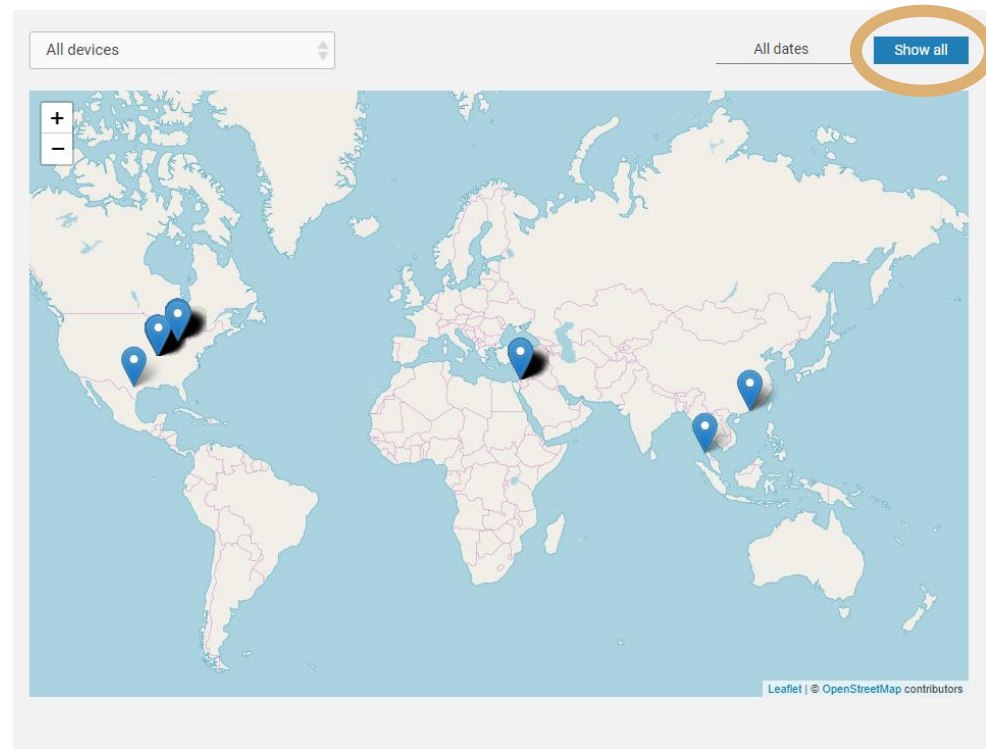 All devices
All dates
Show all
+
−
Leaflet | © OpenStreetMap contributors